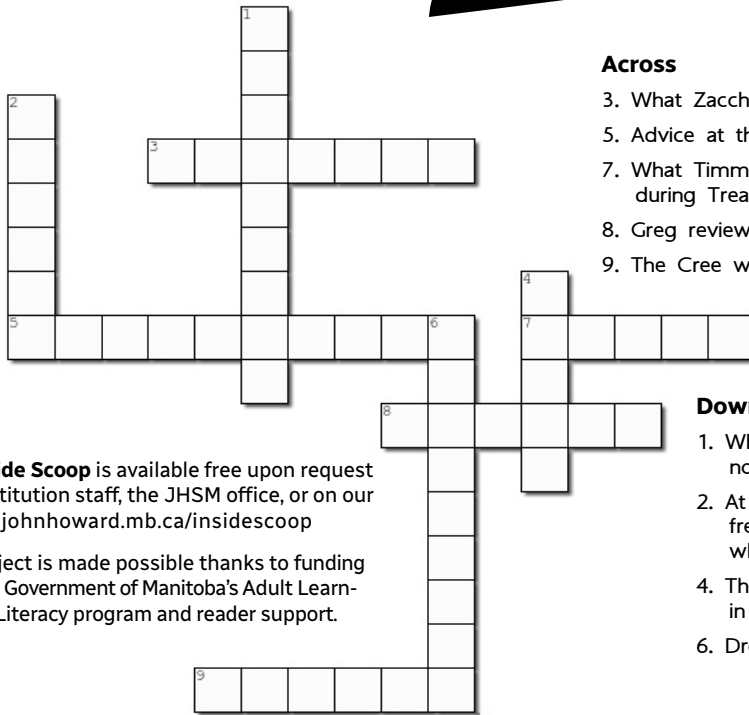 1
2
3
4
5
6
7
8
9
Across
3. What Zacch
5. Advice at th
7. What Timm
during Trea
8. Greg review
9. The Cree w
Down
1. Wh
no
2. At
fre
wh
4. Th
in
6. Dre
ide Scoop is available free upon request
titution staff, the JHSM office, or on our
johnhoward.mb.ca/insidescoop
ject is made possible thanks to funding
Government of Manitoba’s Adult Learn-
Literacy program and reader support.